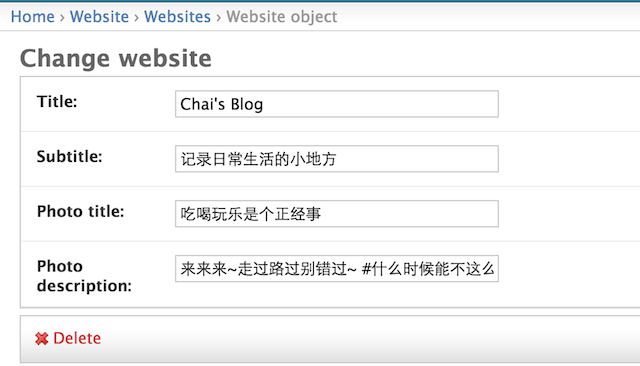 Home › Website › Websites › Website object
Change website
Title: Chai's Blog
Subtitle: 记录日常生活的小地方
Photo title: 吃喝玩乐是个正经事
Photo description: 来来来~走过路过别错过~ #什么时候能不这么
Delete